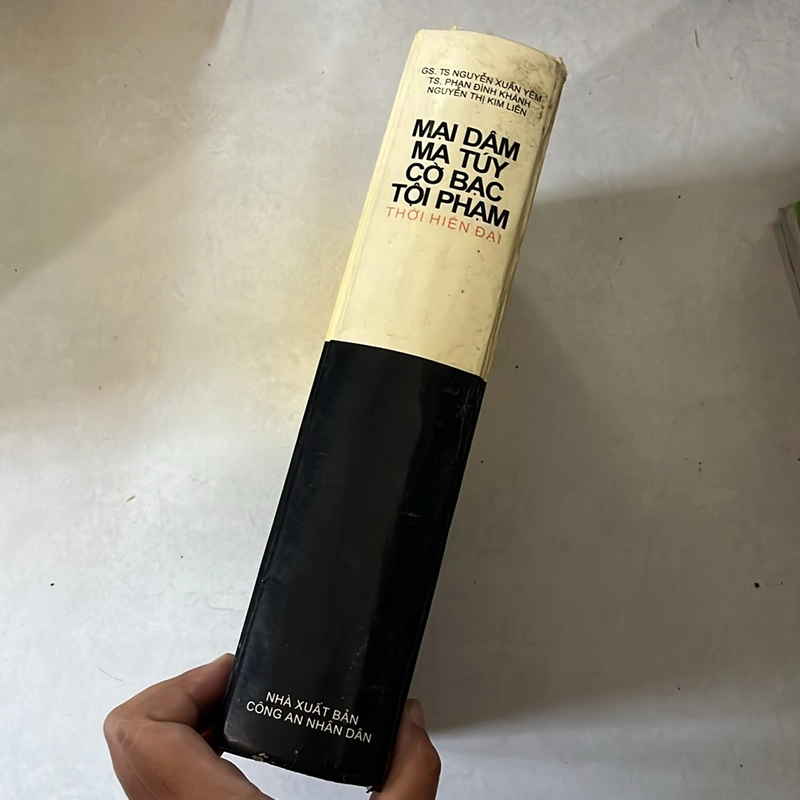 GS. TS NGUYỄN XUÂN YÊM
TS. PHAN ĐÌNH KHÁNH
NGUYỄN THỊ KIM LIÊN
MẠI DÂM
MA TÚY
CỜ BẠC
TỘI PHẠM
THỜI HIỆN ĐẠI
NHÀ XUẤT BẢN
CÔNG AN NHÂN DÂN